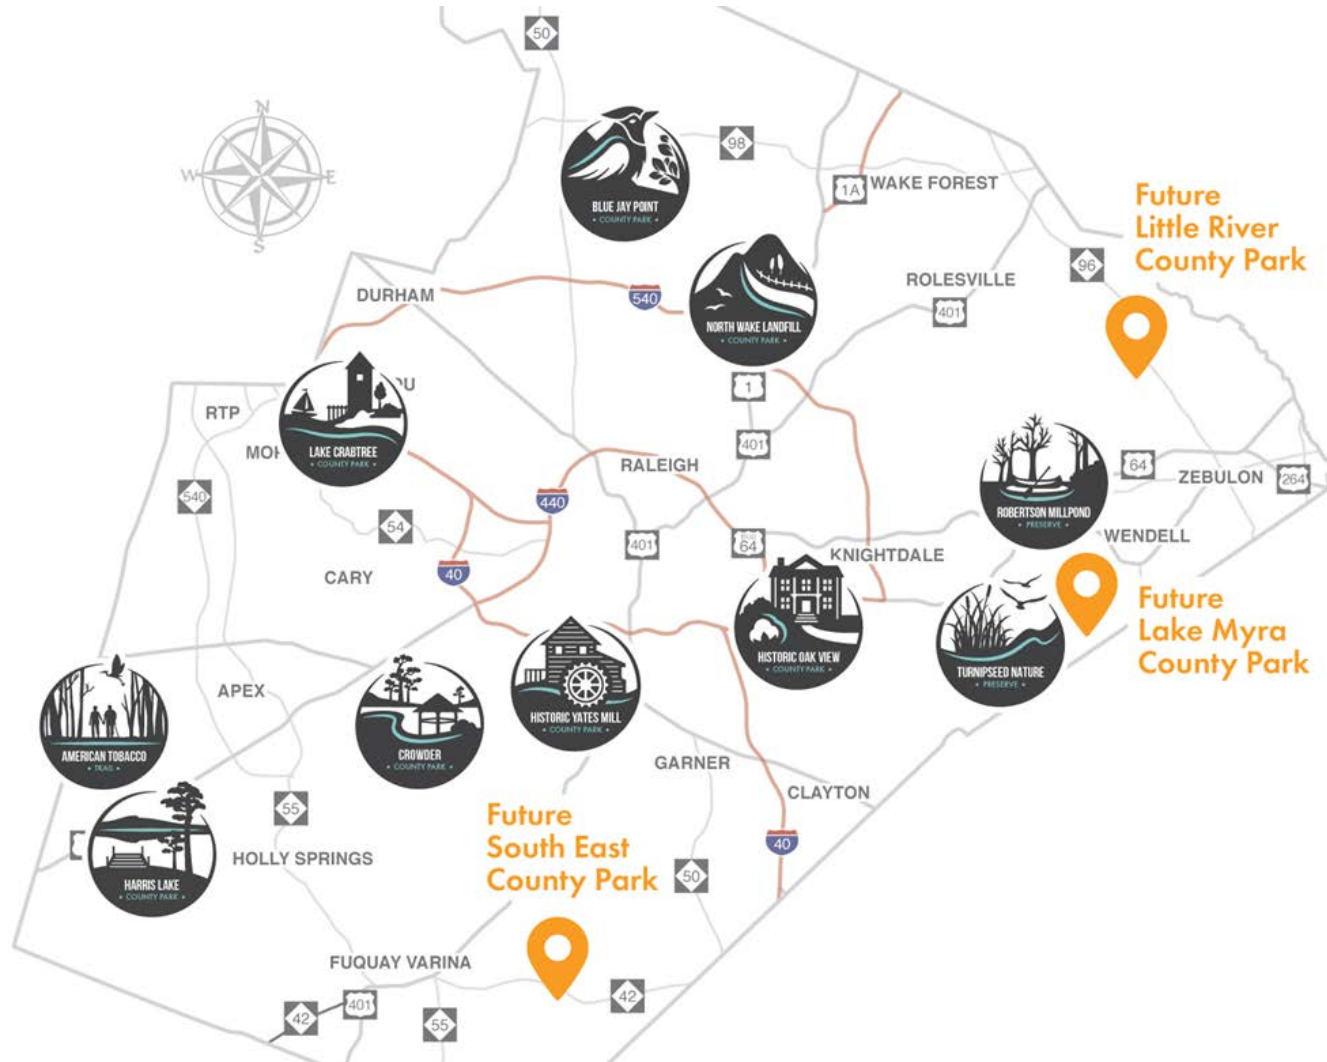 50
N
W
E
S
98
BLUE JAY POINT
• COUNTY PARK •
1A
WAKE FOREST
Future
Little River
County Park
96
ROLESVILLE
401
DURHAM
540
NORTH WAKE LANDFILL
• COUNTY PARK •
1
RTP
LAKE CRABTREE
• COUNTY PARK •
401
RALEIGH
64
ZEBULON
264
540
440
54
ROBERTSON MILLPOND
• PRESERVE •
401
64
KNIGHTDALE
WENDELL
CARY
40
Future
Lake Myra
County Park
HISTORIC OAK VIEW
• COUNTY PARK •
TURNIPSEED NATURE
• PRESERVE •
APEX
HISTORIC YATES MILL
• COUNTY PARK •
AMERICAN TOBACCO
• TRAIL •
CROWDER
• COUNTY PARK •
GARNER
CLAYTON
55
Future
South East
County Park
40
50
HOLLY SPRINGS
HARRIS LAKE
• COUNTY PARK •
FUQUAY VARINA
42
401
42
55